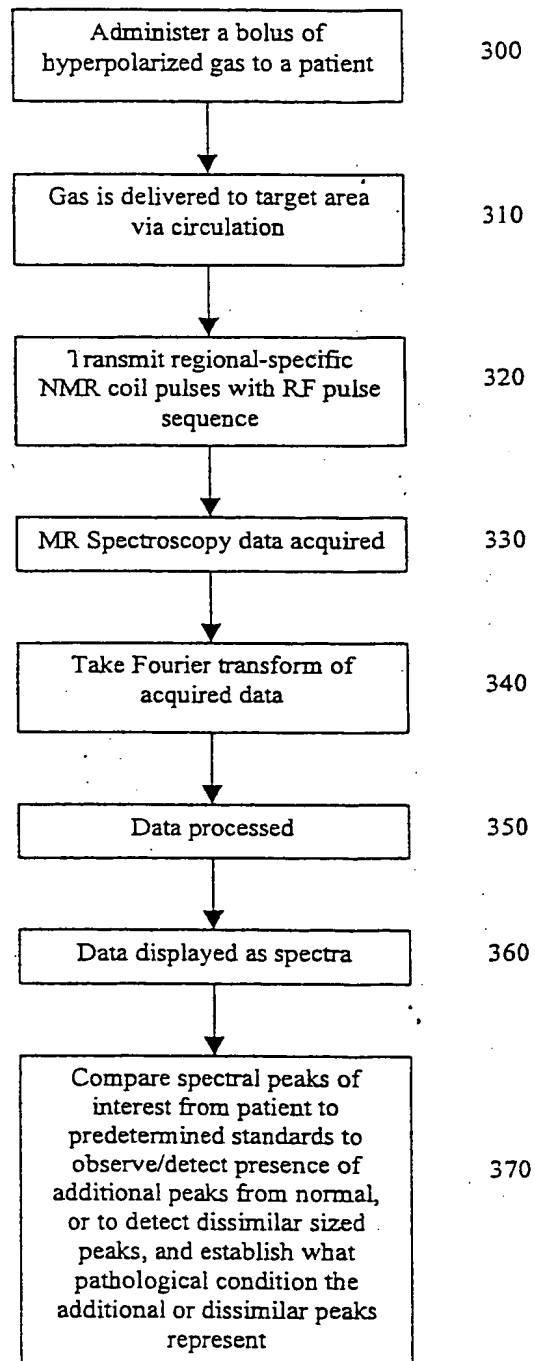 Administer a bolus of
hyperpolarized gas to a patient
300
Gas is delivered to target area
via circulation
310
Transmit regional-specific
NMR coil pulses with RF pulse
sequence
320
MR Spectroscopy data acquired
330
Take Fourier transform of
acquired data
340
Data processed
350
Data displayed as spectra
360
Compare spectral peaks of
interest from patient to
predetermined standards to
observe/detect presence of
additional peaks from normal,
or to detect dissimilar sized
peaks, and establish what
pathological condition the
additional or dissimilar peaks
represent
370